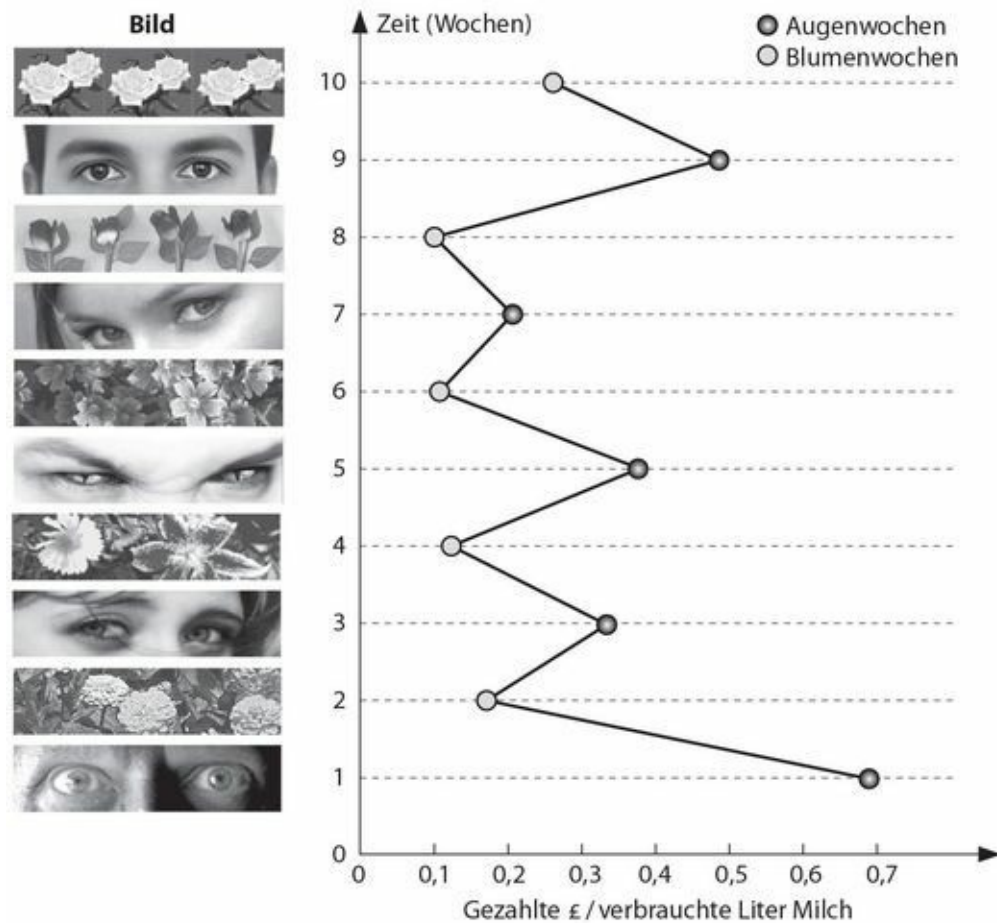 Bild
Zeit (Wochen)
Augenwochen
Blumenwochen
10
9
8
7
6
5
4
3
2
1
0
0 0,1 0,2 0,3 0,4 0,5 0,6 0,7
Gezahlte £ / verbrauchte Liter Milch